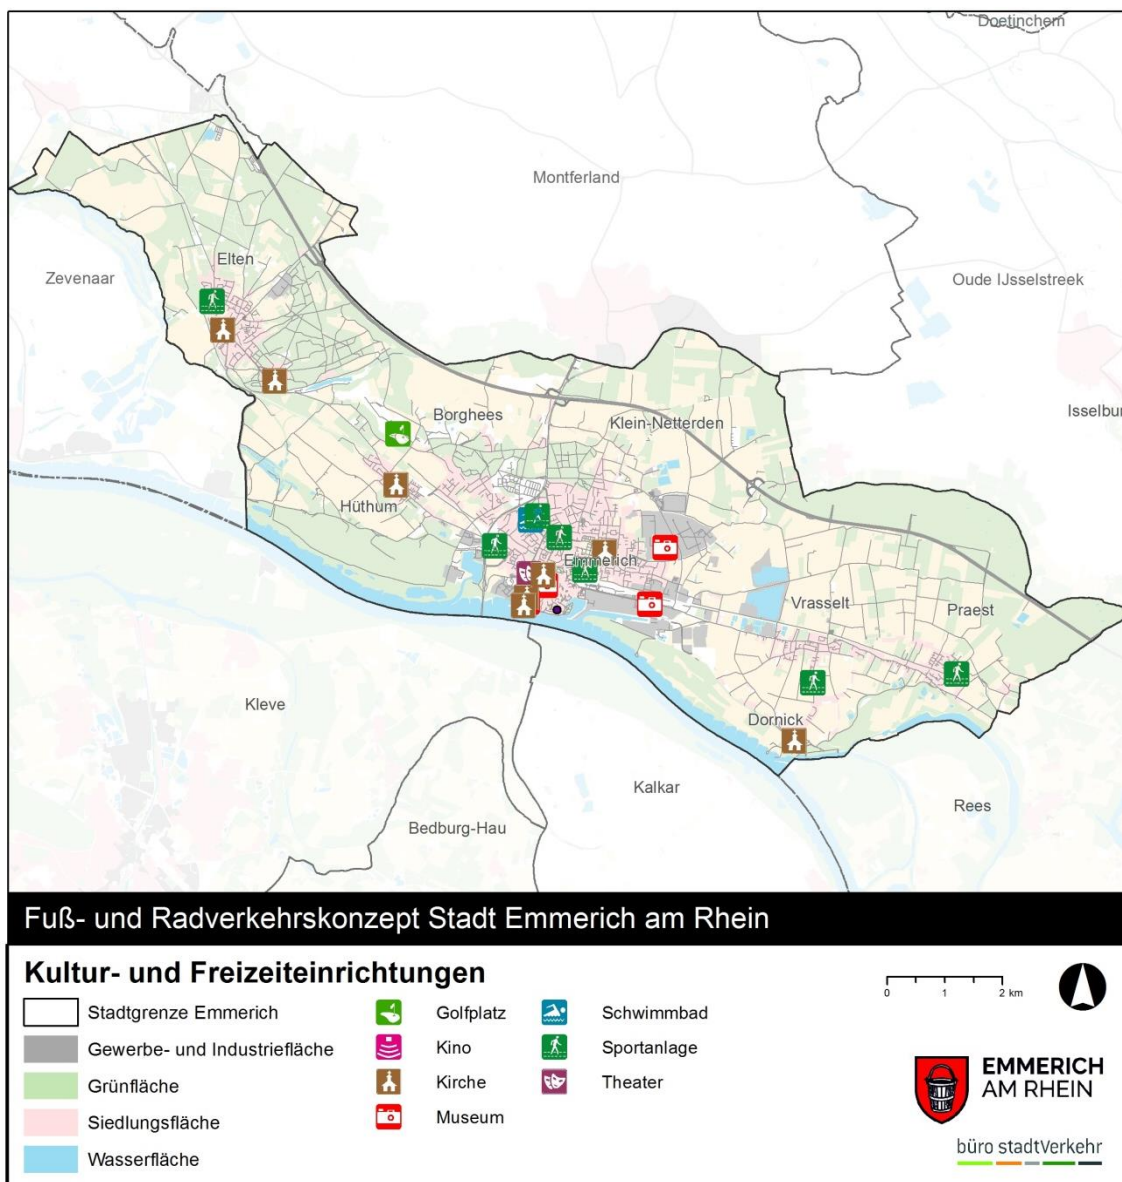 Doetinchem
Montferland
Elten
Zevenaar
Oude IJsselstreek
Borghees
Klein-Netterden
Isselbur
Hüthum
Emmerich
Vrasselt
Praest
Kleve
Dornick
Kalkar
Rees
Bedburg-Hau
Fuß- und Radverkehrskonzept Stadt Emmerich am Rhein
Kultur- und Freizeiteinrichtungen
Stadtgrenze Emmerich
Gewerbe- und Industriefläche
Grünfläche
Siedlungsfläche
Wasserfläche
Golfplatz
Kino
Kirche
Museum
Schwimmbad
Sportanlage
Theater
0 1 2 km
EMMERICH
AM RHEIN
büro stadtVerkehr